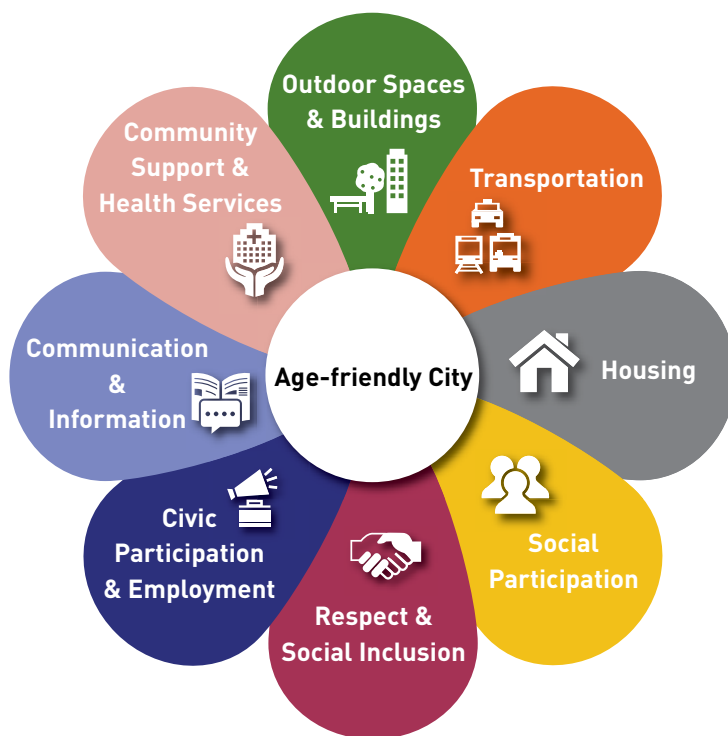 Outdoor Spaces
& Buildings
Transportation
Housing
Social
Participation
Respect &
Social Inclusion
Civic
Participation
& Employment
Communication
&
Information
Community
Support &
Health Services
Age-friendly City